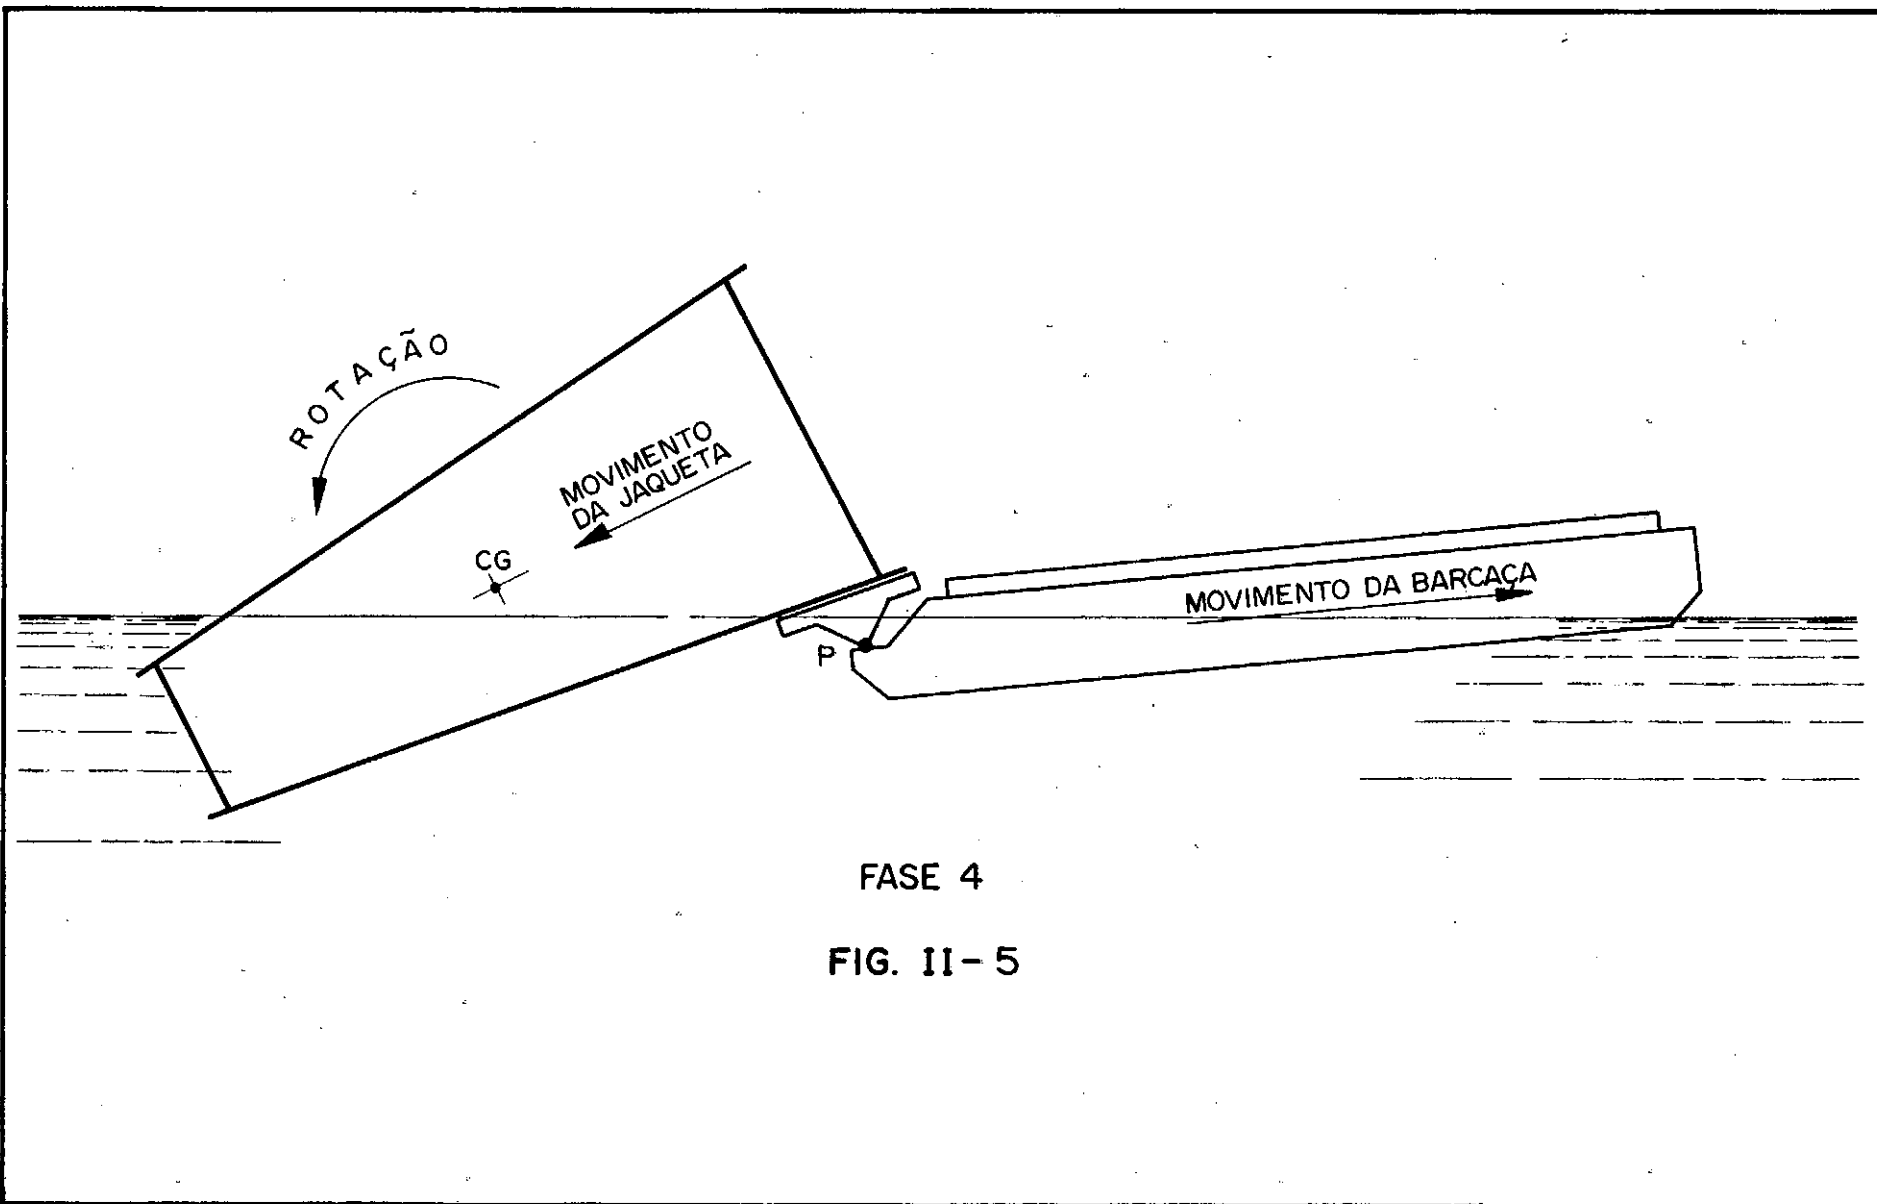 ROTAÇÃO
MOVIMENTO
DA JAQUETA
CG
MOVIMENTO DA BARCAÇA
P
FASE 4
FIG. II-5